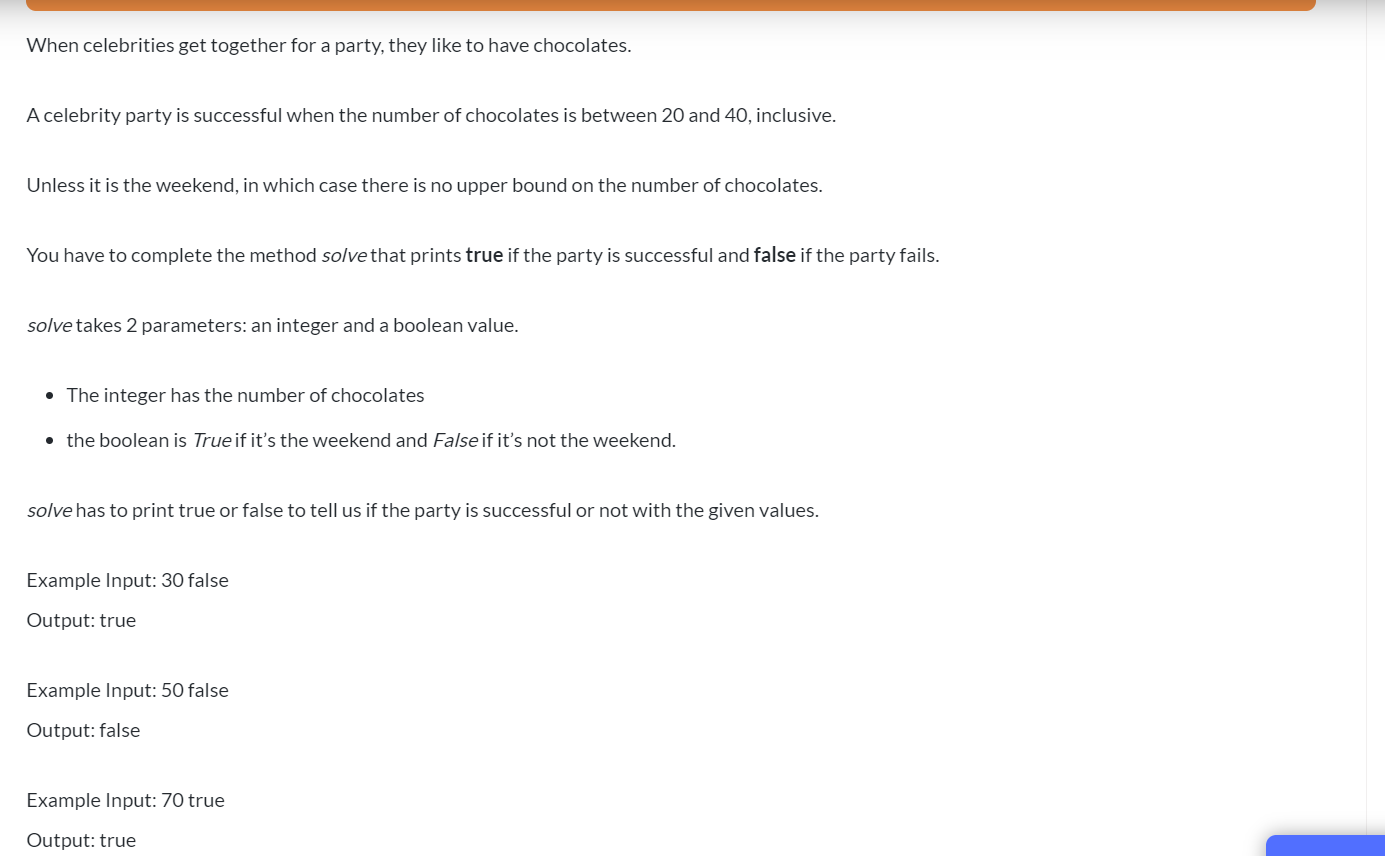 When celebrities get together for a party, they like to have chocolates.
A celebrity party is successful when the number of chocolates is between 20 and 40, inclusive.
Unless it is the weekend, in which case there is no upper bound on the number of chocolates.
You have to complete the method solve that prints true if the party is successful and false if the party fails.
solve takes 2 parameters: an integer and a boolean value.
• The integer has the number of chocolates
• the boolean is True if it’s the weekend and False if it’s not the weekend.
solve has to print true or false to tell us if the party is successful or not with the given values.
Example Input: 30 false
Output: true
Example Input: 50 false
Output: false
Example Input: 70 true
Output: true